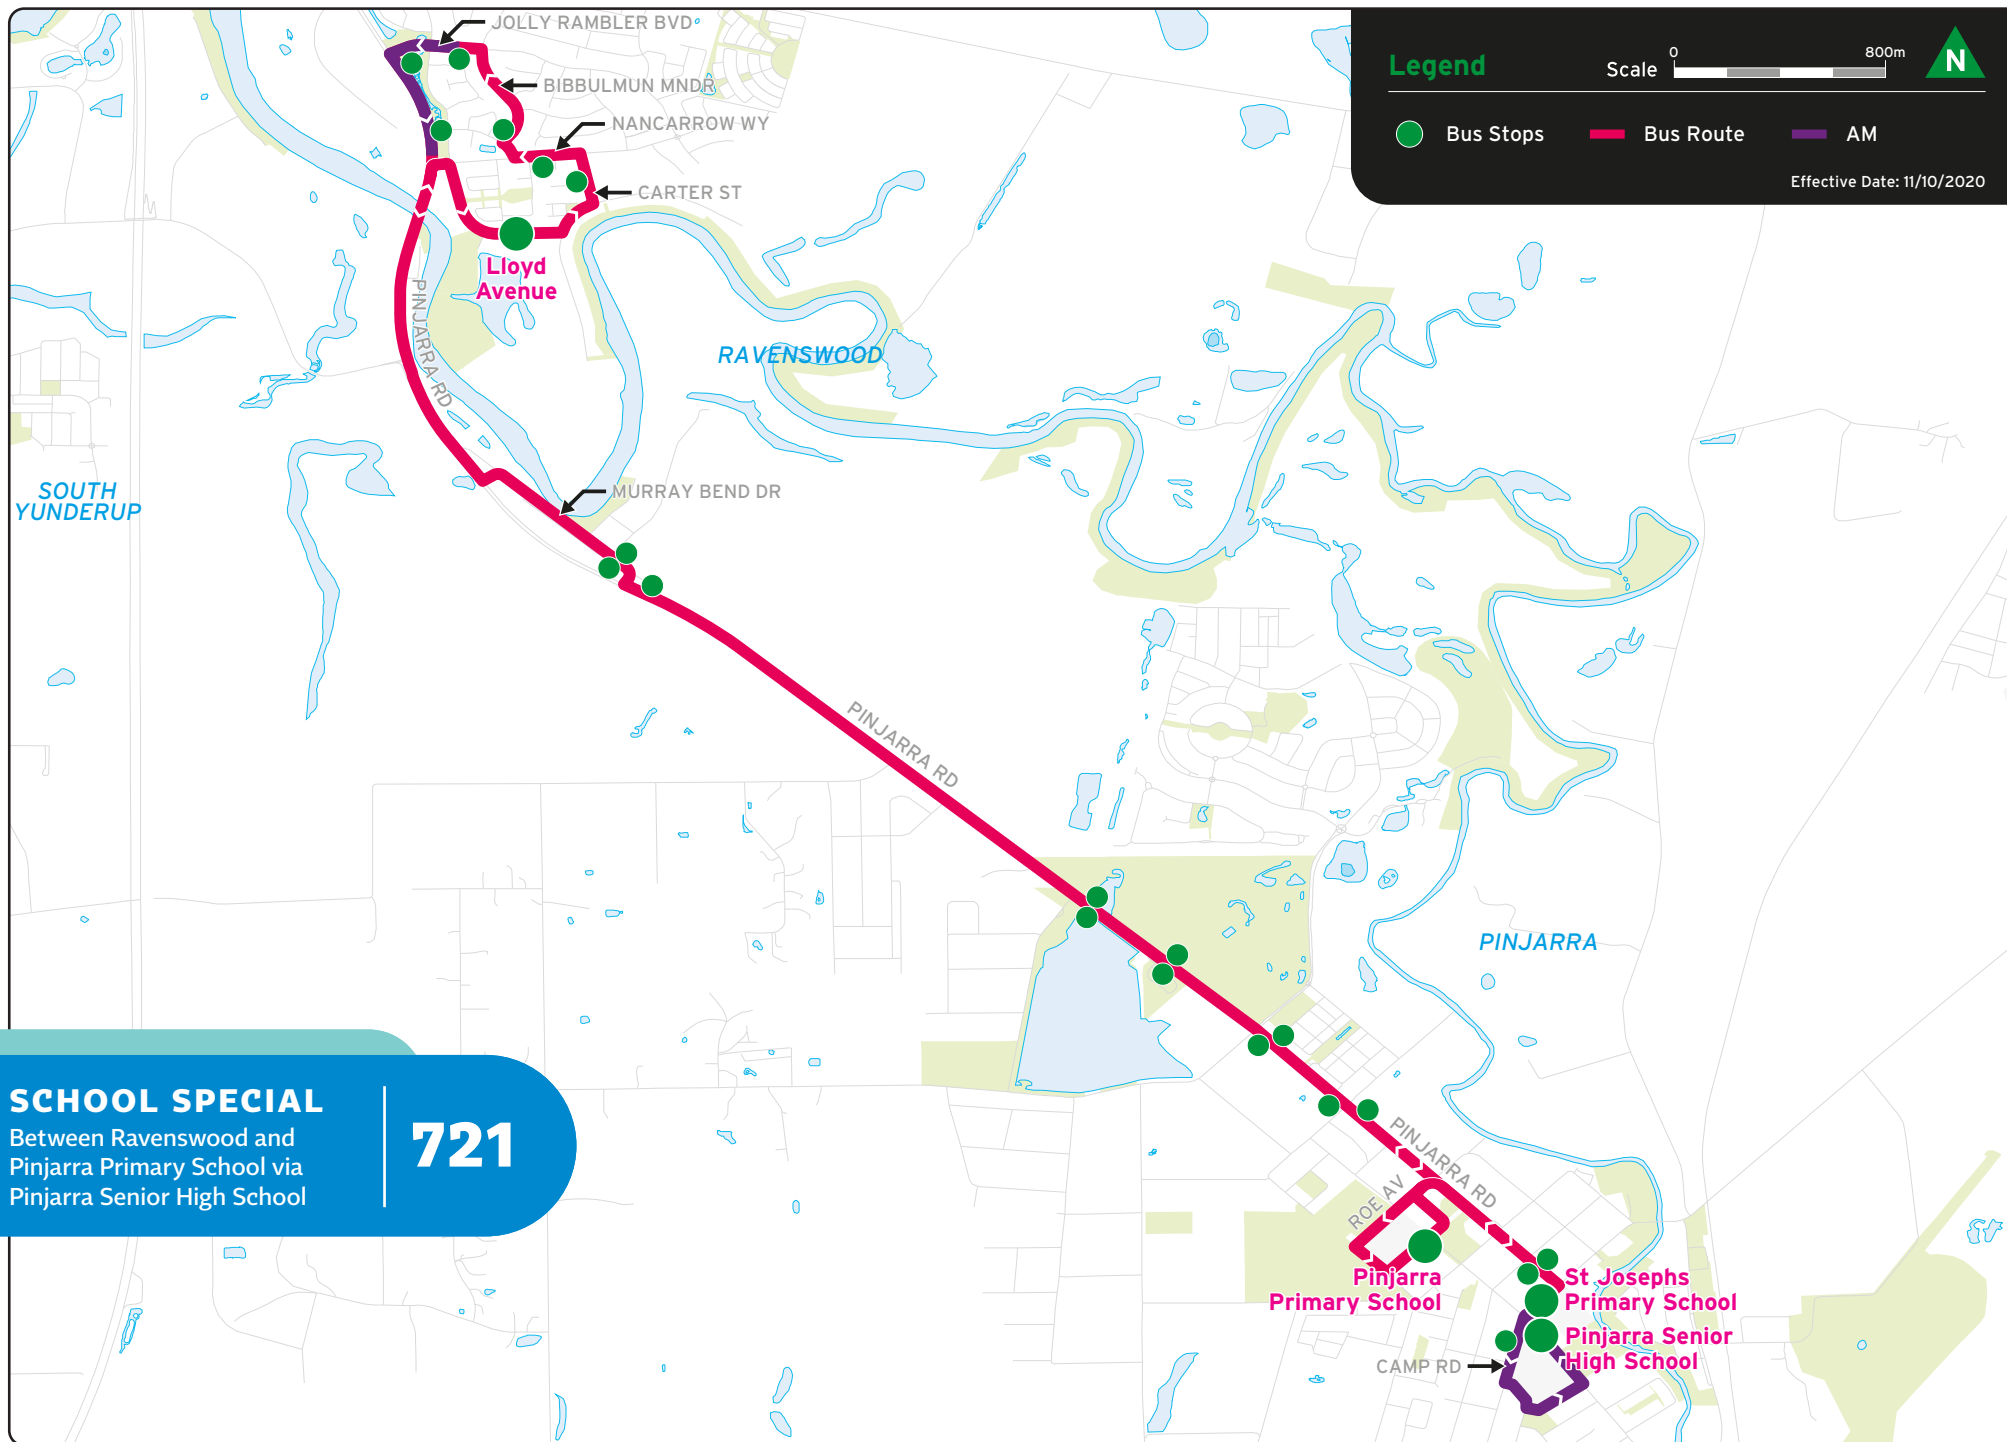 JOLLY RAMBLER BVD
BIBBULMUN MNDR
NANCARROW WY
CARTER ST
Lloyd
Avenue
PINJARRA RD
RAVENSWOOD
SOUTH
YUNDERUP
MURRAY BEND DR
PINJARRA RD
PINJARRA
PINJARRA RD
ROE AV
Pinjarra
Primary School
St Josephs
Primary School
Pinjarra Senior
High School
CAMP RD
Legend
Scale
0
800m
N
Bus Stops
Bus Route
AM
Effective Date: 11/10/2020
SCHOOL SPECIAL
Between Ravenswood and
Pinjarra Primary School via
Pinjarra Senior High School
721